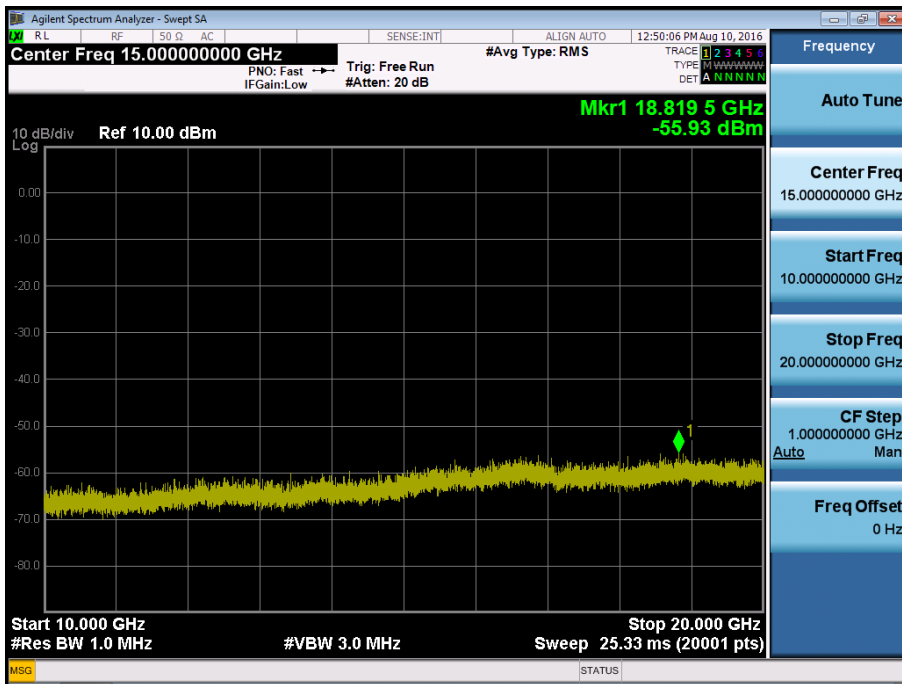 Agilent Spectrum Analyzer - Swept SA
LXI RL RF 50 Ω AC SENSE:INT ALIGN AUTO 12:50:06 PM Aug 10, 2016
Center Freq 15.000000000 GHz
#Avg Type: RMS
TRACE 1 2 3 4 5 6
TYPE M WWWWW
DET A N N N N N
PNO: Fast
IFGain:Low
Trig: Free Run
#Atten: 20 dB
Mkr1 18.819 5 GHz
-55.93 dBm
10 dB/div
Log
Ref 10.00 dBm
0.00
-10.0
-20.0
-30.0
-40.0
-50.0
-60.0
-70.0
-80.0
1
Start 10.000 GHz
Stop 20.000 GHz
#Res BW 1.0 MHz
#VBW 3.0 MHz
Sweep 25.33 ms (20001 pts)
MSG
STATUS
Frequency
Auto Tune
Center Freq
15.000000000 GHz
Start Freq
10.000000000 GHz
Stop Freq
20.000000000 GHz
CF Step
1.000000000 GHz
Auto Man
Freq Offset
0 Hz